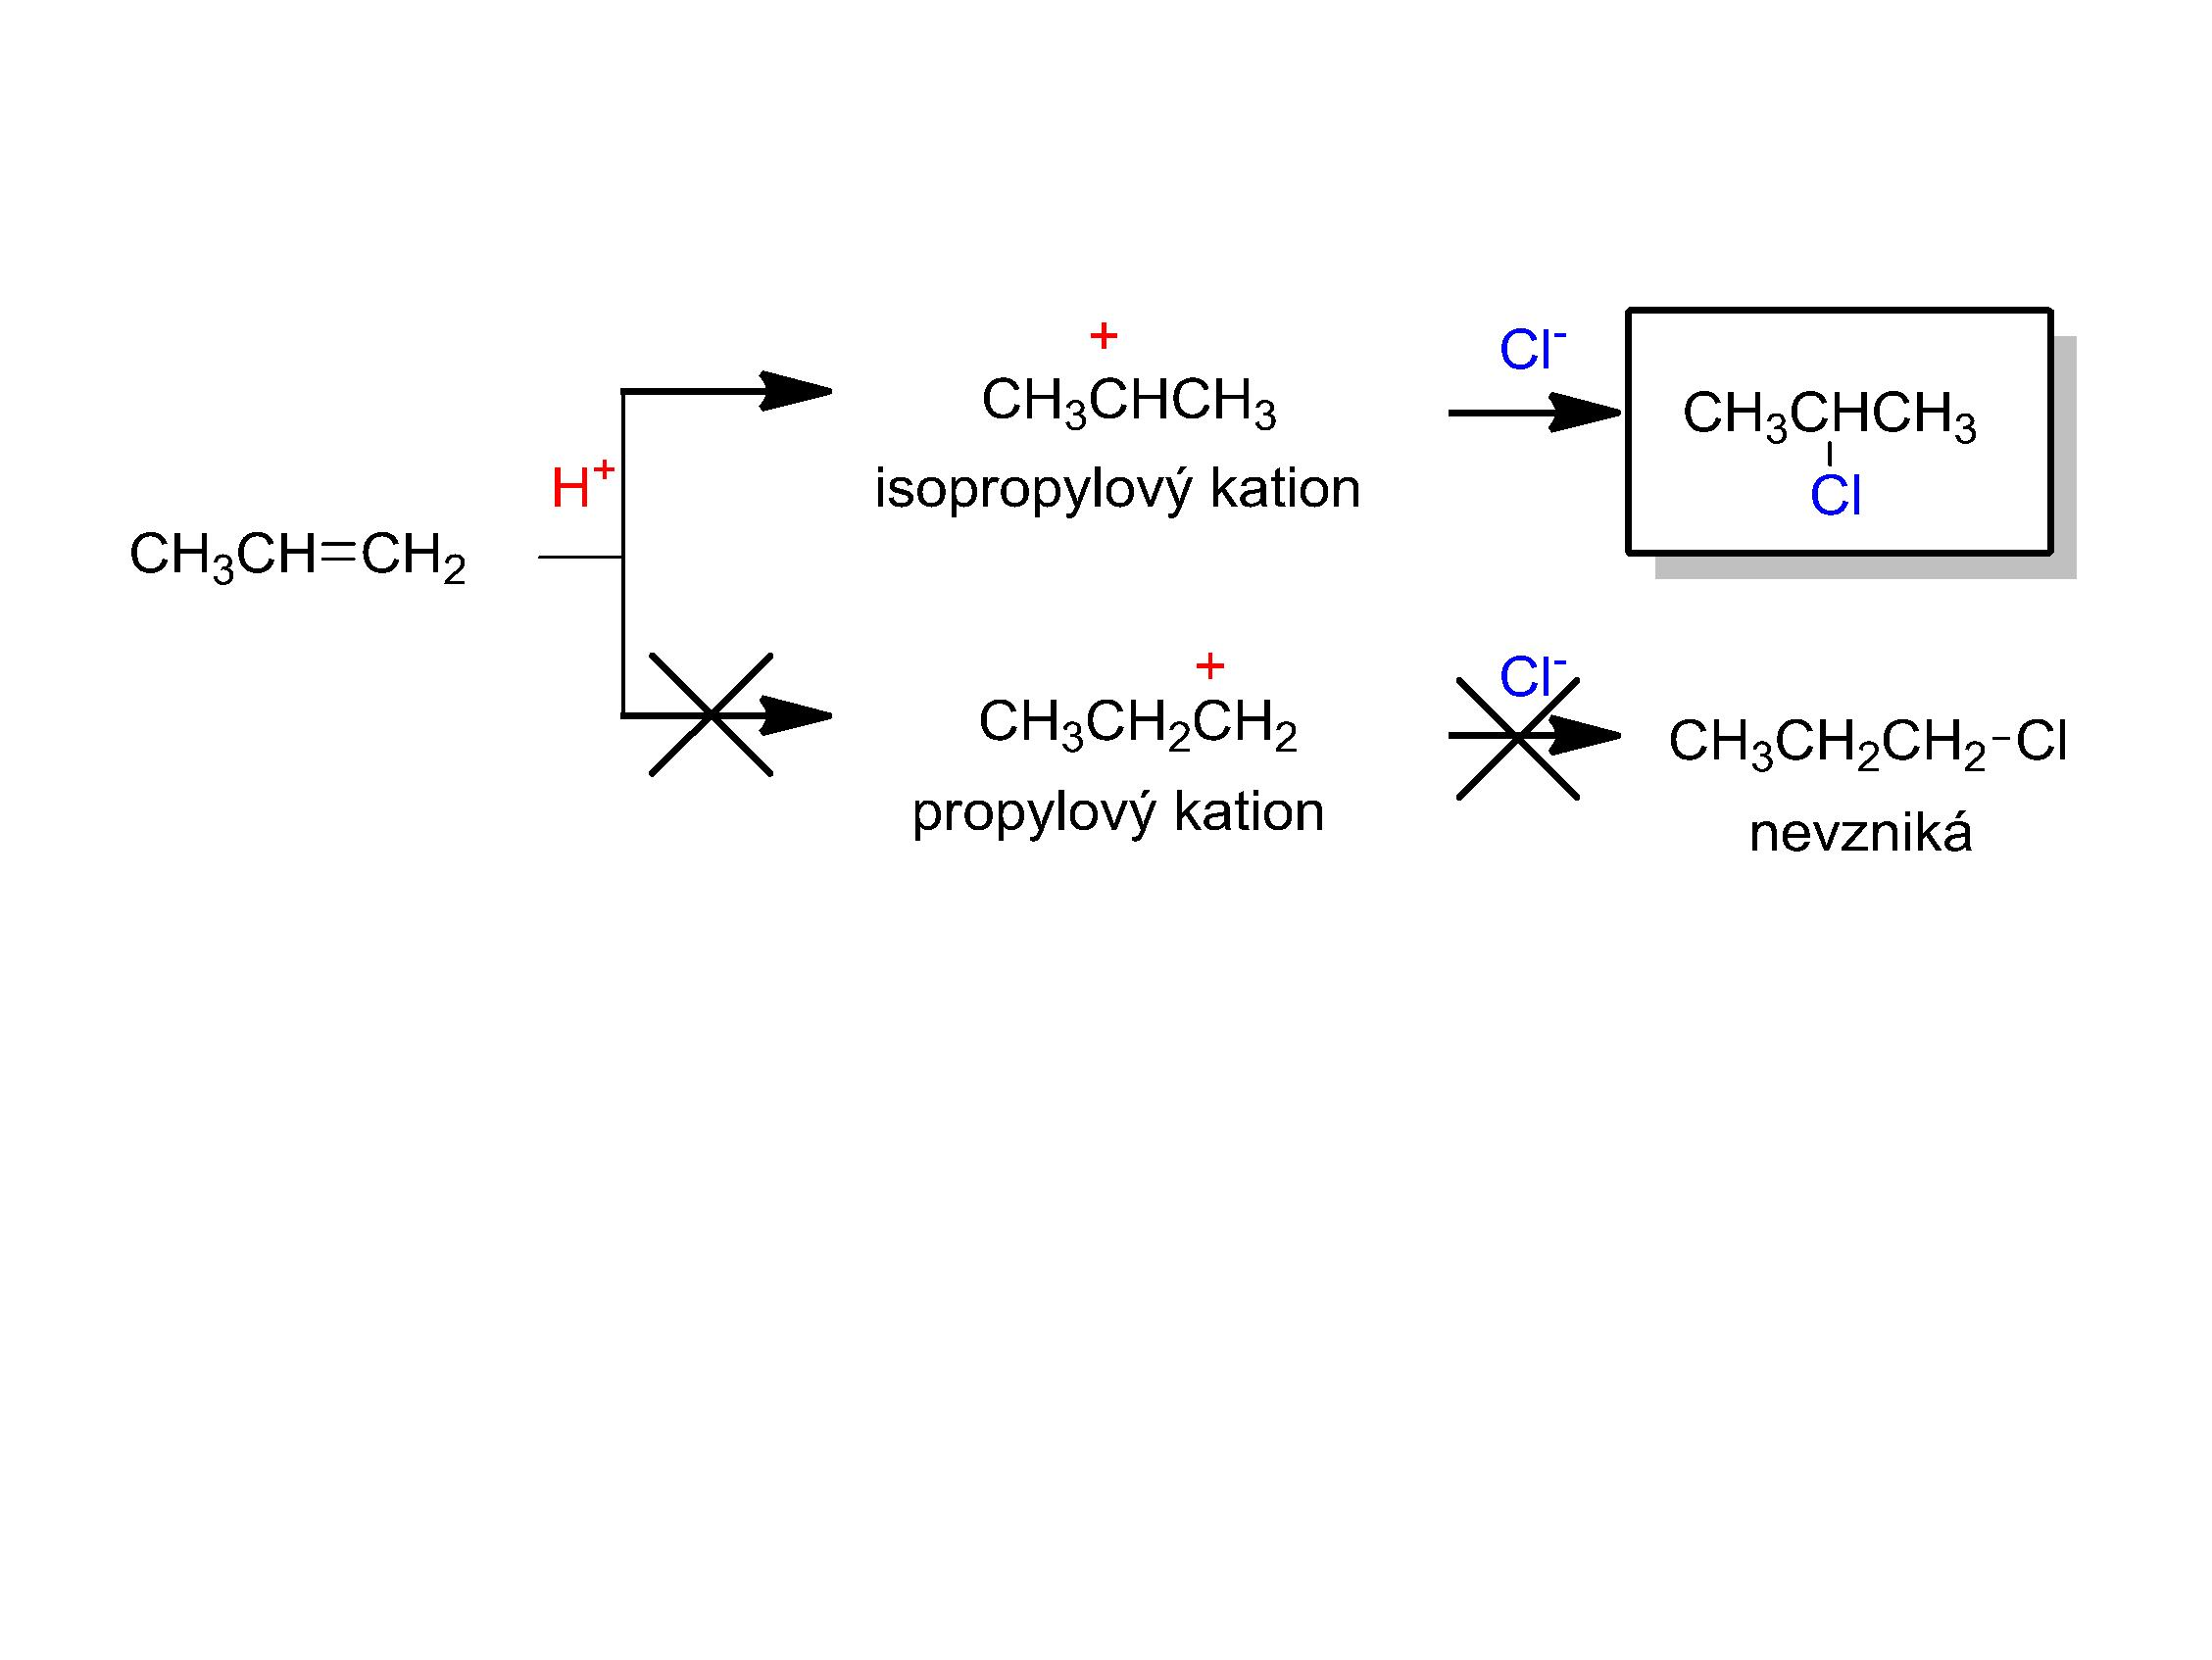 +
CH₃CHCH₃
isopropylový kation
Cl⁻
CH₃CHCH₃
Cl
H⁺
CH₃CH=CH₂
+
CH₃CH₂CH₂
propylový kation
Cl⁻
CH₃CH₂CH₂-Cl
nevzniká